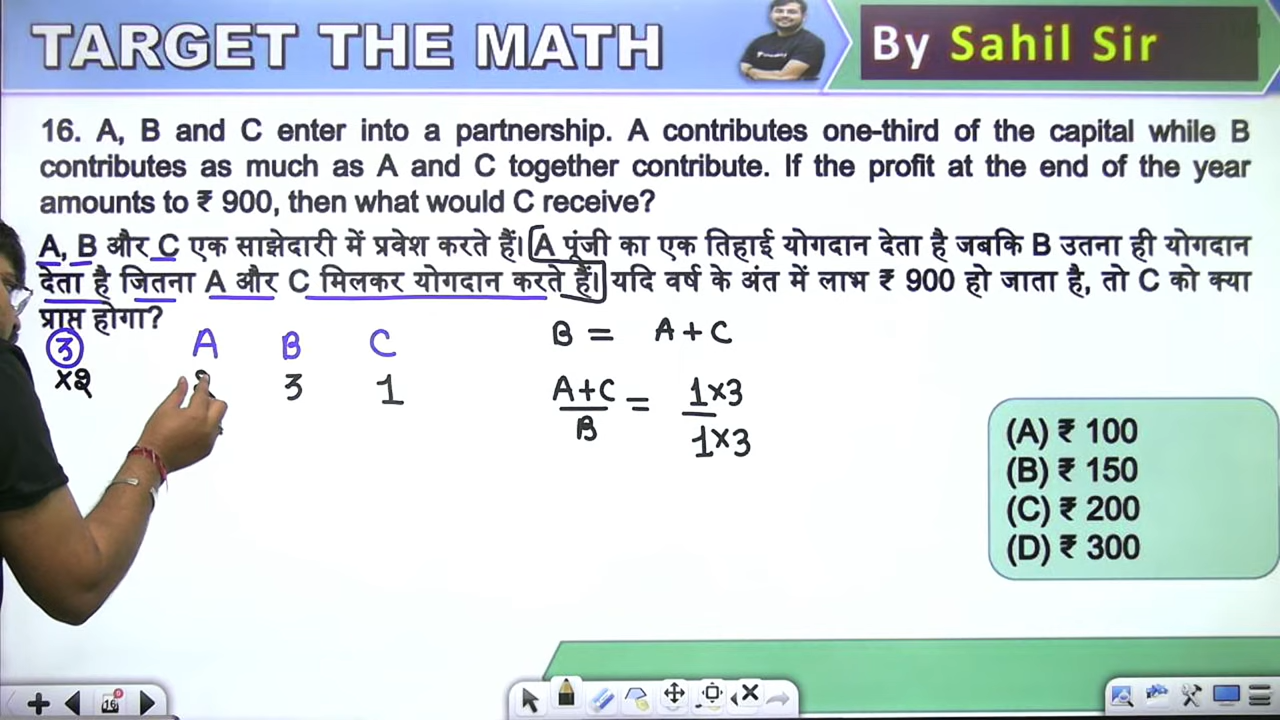 TARGET THE MATH
By Sahil Sir
16. A, B and C enter into a partnership. A contributes one-third of the capital while B
contributes as much as A and C together contribute. If the profit at the end of the year
amounts to ₹ 900, then what would C receive?
A, B और C एक साझेदारी में प्रवेश करते हैं। A पूंजी का एक तिहाई योगदान देता है जबकि B उतना ही योगदान
देता है जितना A और C मिलकर योगदान करते हैं। यदि वर्ष के अंत में लाभ ₹ 900 हो जाता है, तो C को क्या
प्राप्त होगा?
3 A B C
×2 3 1
B = A + C
A+C / B = 1×3 / 1×3
(A) ₹ 100
(B) ₹ 150
(C) ₹ 200
(D) ₹ 300
16